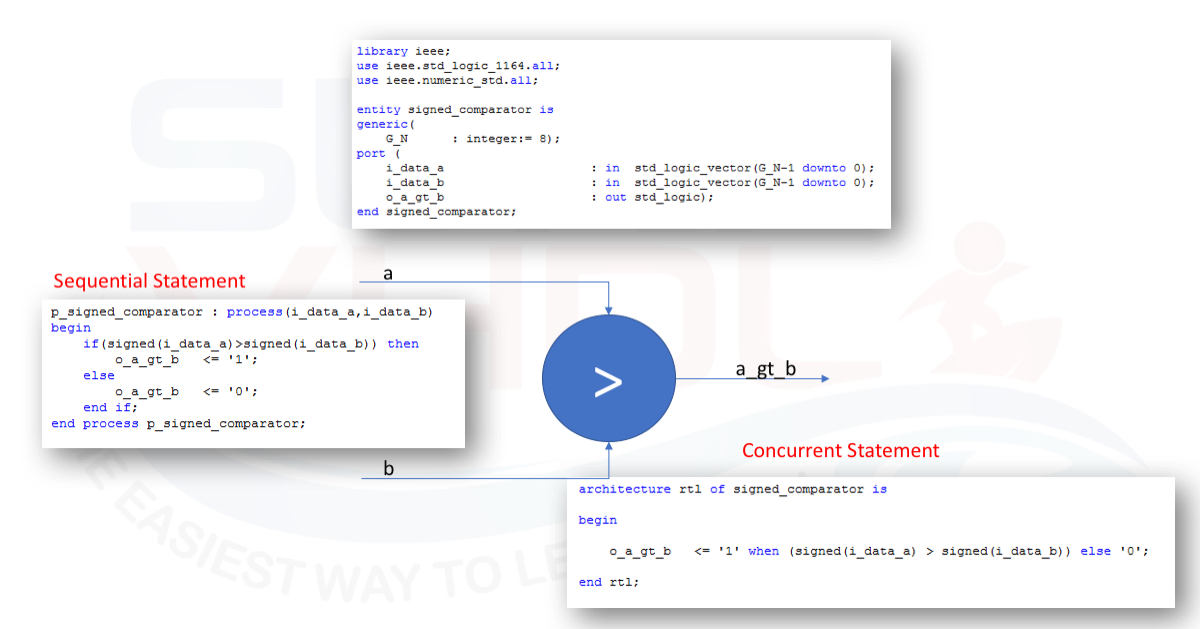 library ieee;
use ieee.std_logic_1164.all;
use ieee.numeric_std.all;
entity signed_comparator is
generic(
    G_N      : integer:= 8);
port (
    i_data_a                    : in  std_logic_vector(G_N-1 downto 0);
    i_data_b                    : in  std_logic_vector(G_N-1 downto 0);
    o_a_gt_b                    : out std_logic);
end signed_comparator;
Sequential Statement
p_signed_comparator : process(i_data_a,i_data_b)
begin
    if(signed(i_data_a)>signed(i_data_b)) then
        o_a_gt_b   <= '1';
    else
        o_a_gt_b   <= '0';
    end if;
end process p_signed_comparator;
a
>
a_gt_b
b
Concurrent Statement
architecture rtl of signed_comparator is
begin
    o_a_gt_b   <= '1' when (signed(i_data_a) > signed(i_data_b)) else '0';
end rtl;
EASIEST WAY TO